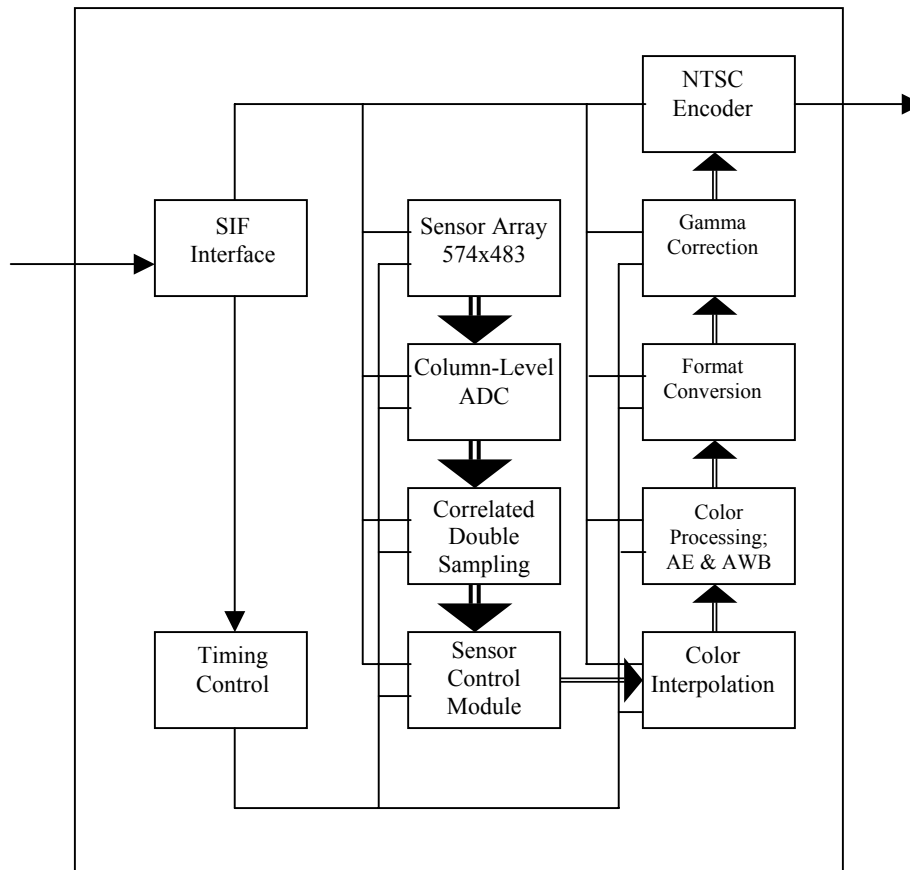 NTSC
Encoder
SIF
Interface
Sensor Array
574x483
Gamma
Correction
Column-Level
ADC
Format
Conversion
Correlated
Double
Sampling
Color
Processing;
AE & AWB
Timing
Control
Sensor
Control
Module
Color
Interpolation